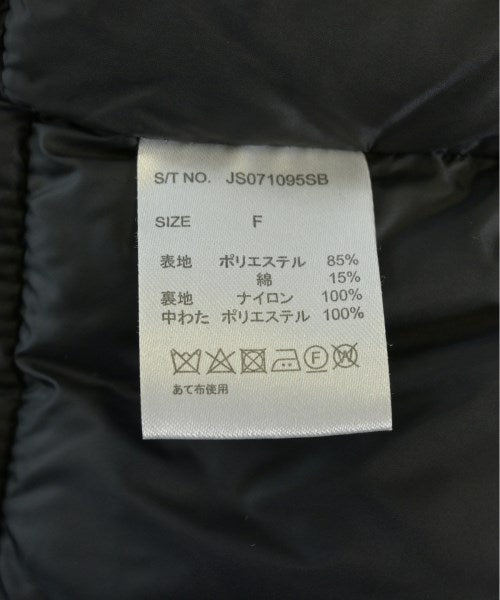 S/T NO. JS071095SB
SIZE F
表地 ポリエステル 85%
綿 15%
裏地 ナイロン 100%
中わた ポリエステル 100%
あて布使用